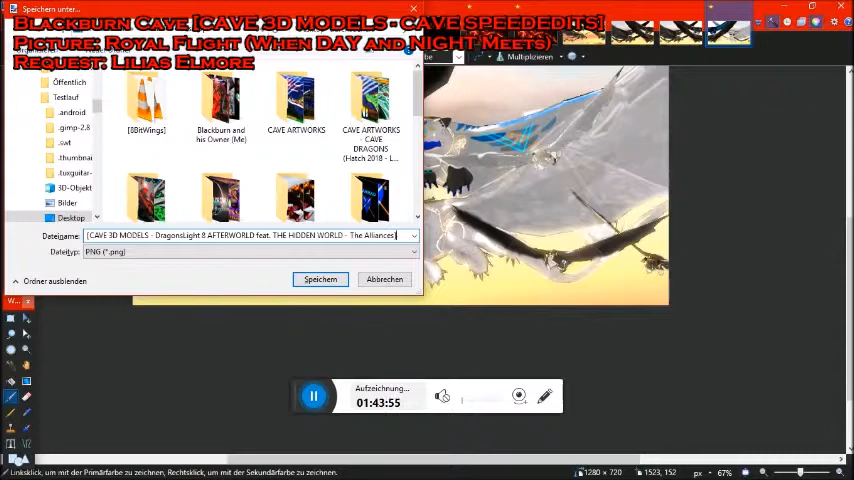 Speichern unter...
Blackburn Cave [CAVE 3D MODELS - CAVE SPEEDEDITS]
Picture: Royal Flight (When DAY and NIGHT Meets)
Request: Lilias Elmore
Multiplizieren
Öffentlich
Testlauf
.android
.gimp-2.8
.swt
.thumbnai
.tuxguitar-
3D-Objekt
Bilder
Desktop
[8BitWings]
Blackburn and
his Owner (Me)
CAVE ARTWORKS
CAVE ARTWORKS
- CAVE
DRAGONS
(Hatch 2018 - L...
Dateiname:
[CAVE 3D MODELS - DragonsLight 8 AFTERWORLD feat. THE HIDDEN WORLD - The Alliances]
Dateityp:
PNG (*.png)
Ordner ausblenden
Speichern
Abbrechen
W...
Aufzeichnung...
01:43:55
Linksklick, um mit der Primärfarbe zu zeichnen, Rechtsklick, um mit der Sekundärfarbe zu zeichnen.
1280 × 720
1523, 152
px
67%